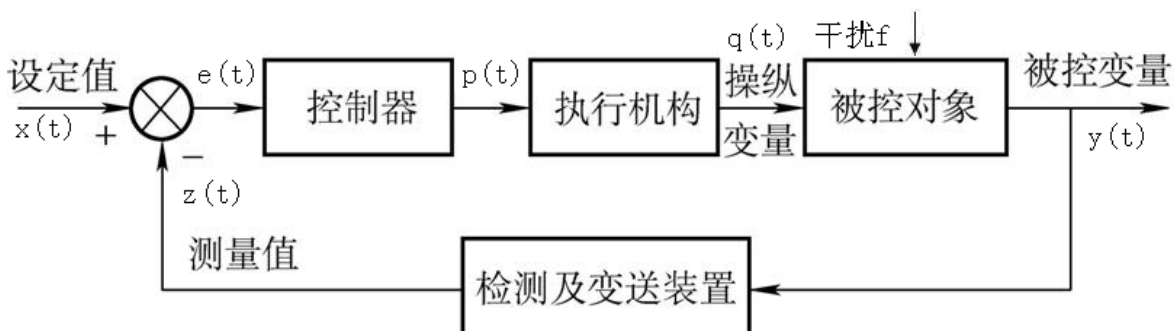 设定值
x(t)
+
−
e(t)
控制器
p(t)
执行机构
q(t)
操纵
变量
干扰f
被控对象
被控变量
y(t)
z(t)
测量值
检测及变送装置